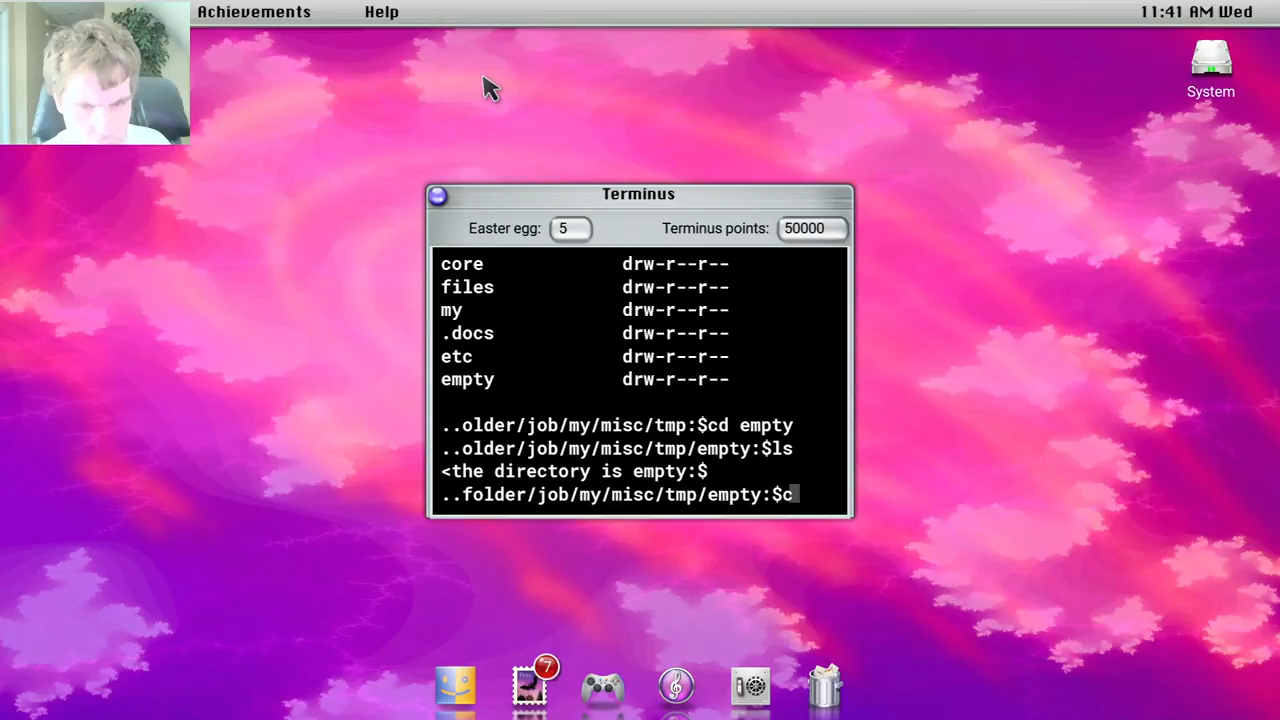 Achievements Help 11:41 AM Wed
System
Terminus
Easter egg: 5 Terminus points: 50000
core drw-r--r--
files drw-r--r--
my drw-r--r--
.docs drw-r--r--
etc drw-r--r--
empty drw-r--r--
..older/job/my/misc/tmp:$cd empty
..older/job/my/misc/tmp/empty:$ls
<the directory is empty:$
..folder/job/my/misc/tmp/empty:$c
7